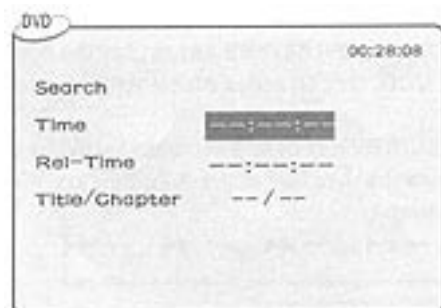 DVD
00:28:08
Search
Time --:--:--
Rel-Time --:--:--
Title/Chapter --/--